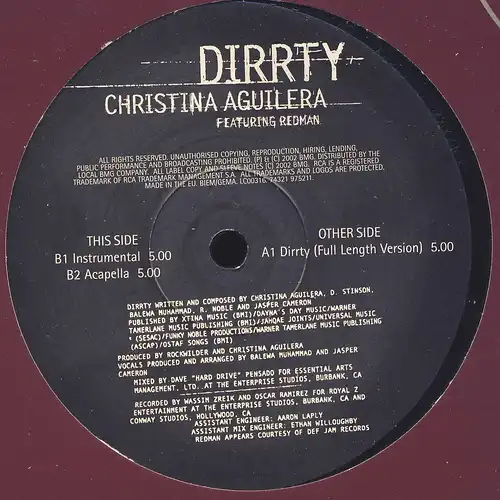 DIRRTY
CHRISTINA AGUILERA
FEATURING REDMAN
ALL RIGHTS RESERVED. UNAUTHORISED COPYING, REPRODUCTION, HIRING, LENDING,
PUBLIC PERFORMANCE AND BROADCASTING PROHIBITED. (P) & (C) 2002 BMG. DISTRIBUTED BY THE
LOCAL BMG COMPANY. ALL LABEL COPY AND SLEEVE NOTES (C) 2002 BMG. RCA IS A REGISTERED
TRADEMARK OF RCA TRADEMARK MANAGEMENT S.A. ALL TRADEMARKS AND LOGOS ARE PROTECTED.
MADE IN THE EU. BIEM/GEMA. LC00316. 74321 975211.
THIS SIDE
B1 Instrumental 5.00
B2 Acapella 5.00
OTHER SIDE
A1 Dirrty (Full Length Version) 5.00
DIRRTY WRITTEN AND COMPOSED BY CHRISTINA AGUILERA, D. STINSON,
BALEWA MUHAMMAD, R. NOBLE AND JASPER CAMERON
PUBLISHED BY XTINA MUSIC (BMI)/DAYNA'S DAY MUSIC/WARNER
TAMERLANE MUSIC PUBLISHING (BMI)/JAHQAE JOINTS/UNIVERSAL MUSIC
(SESAC)/FUNKY NOBLE PRODUCTIONS/WARNER TAMERLANE MUSIC PUBLISHING
(ASCAP)/OSTAF SONGS (BMI)
PRODUCED BY ROCKWILDER AND CHRISTINA AGUILERA
VOCALS PRODUCED AND ARRANGED BY BALEWA MUHAMMAD AND JASPER
CAMERON
MIXED BY DAVE "HARD DRIVE" PENSADO FOR ESSENTIAL ARTS
MANAGEMENT, LTD. AT THE ENTERPRISE STUDIOS, BURBANK, CA
RECORDED BY WASSIM ZREIK AND OSCAR RAMIREZ FOR ROYAL Z
ENTERTAINMENT AT THE ENTERPRISE STUDIOS, BURBANK, CA AND
CONWAY STUDIOS, HOLLYWOOD, CA
ASSISTANT ENGINEER: AARON LAPLY
ASSISTANT MIX ENGINEER: ETHAN WILLOUGHBY
REDMAN APPEARS COURTESY OF DEF JAM RECORDS